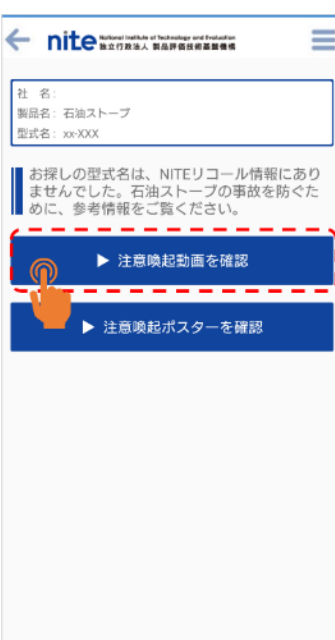 nite National Institute of Technology and Evaluation
独立行政法人 製品評価技術基盤機構
社 名:
製品名: 石油ストーブ
型式名: xx-XXX
お探しの型式名は、NITEリコール情報にあり
ませんでした。石油ストーブの事故を防ぐた
めに、参考情報をご覧ください。
▶ 注意喚起動画を確認
▶ 注意喚起ポスターを確認